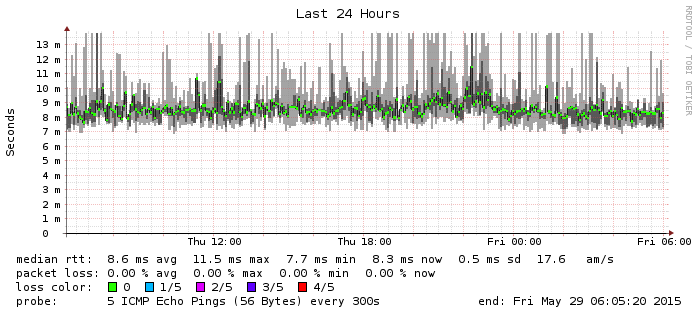 Last 24 Hours
RRDTOOL / TOBI OETIKER
Seconds
13 m
12 m
11 m
10 m
9 m
8 m
7 m
6 m
5 m
4 m
3 m
2 m
1 m
0
Thu 12:00 Thu 18:00 Fri 00:00 Fri 06:00
median rtt: 8.6 ms avg 11.5 ms max 7.7 ms min 8.3 ms now 0.5 ms sd 17.6 am/s
packet loss: 0.00 % avg 0.00 % max 0.00 % min 0.00 % now
loss color: 0 1/5 2/5 3/5 4/5
probe: 5 ICMP Echo Pings (56 Bytes) every 300s end: Fri May 29 06:05:20 2015